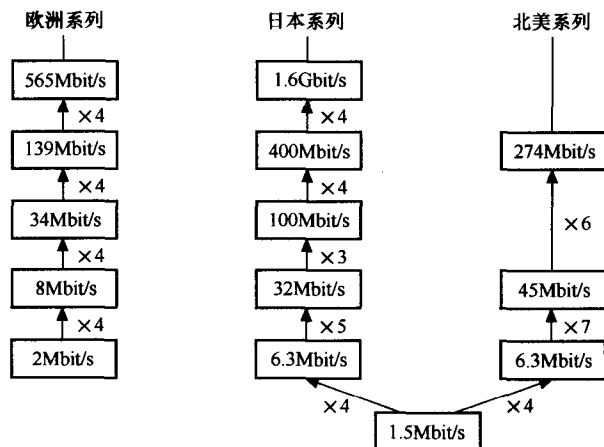 欧洲系列 日本系列 北美系列
565Mbit/s 1.6Gbit/s
×4 ×4
139Mbit/s 400Mbit/s 274Mbit/s
×4 ×4
34Mbit/s 100Mbit/s
×6
×4 ×3
8Mbit/s 32Mbit/s 45Mbit/s
×4 ×5 ×7
2Mbit/s 6.3Mbit/s 6.3Mbit/s
×4 ×4
1.5Mbit/s